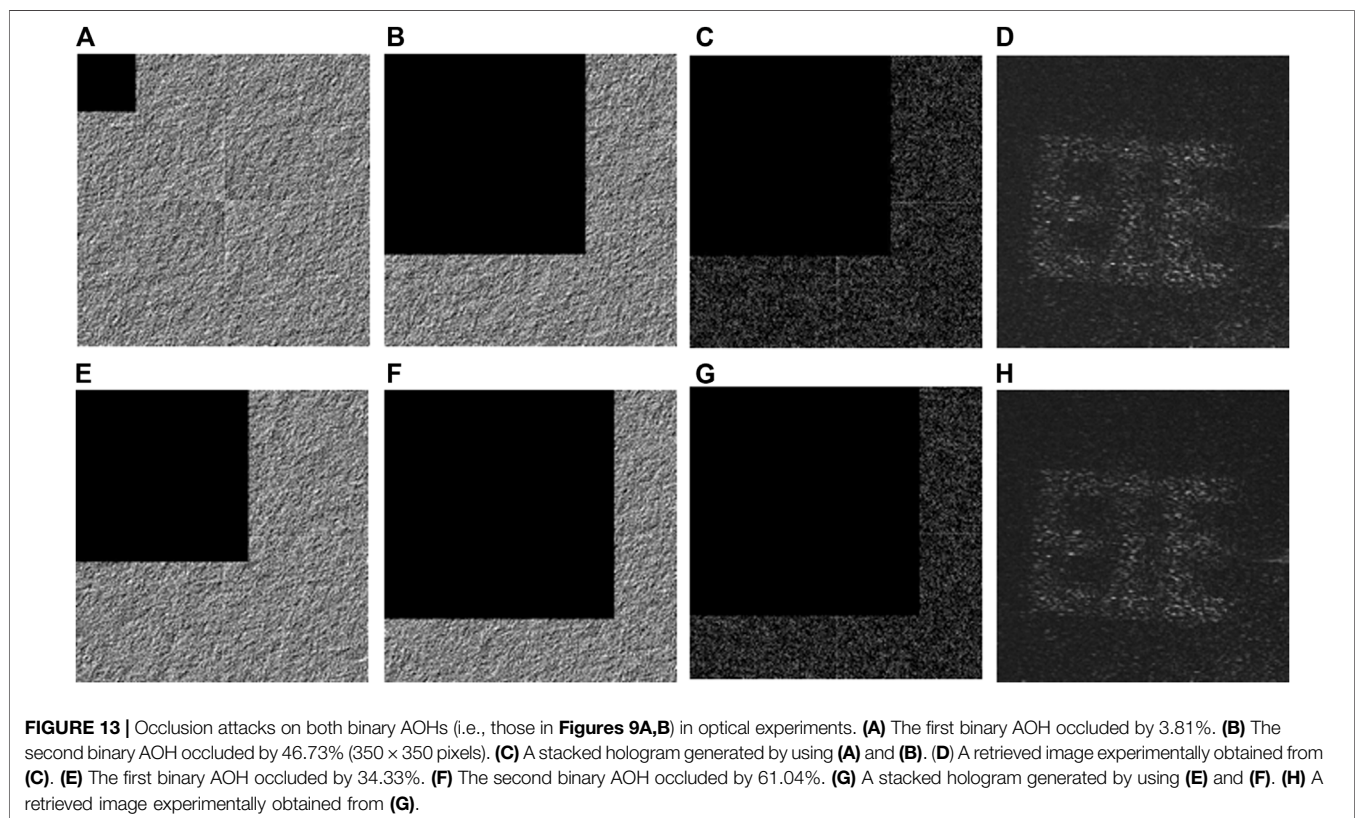 A B C D
E F G H
FIGURE 13 | Occlusion attacks on both binary AOHs (i.e., those in Figures 9A,B) in optical experiments. (A) The first binary AOH occluded by 3.81%. (B) The
second binary AOH occluded by 46.73% (350 × 350 pixels). (C) A stacked hologram generated by using (A) and (B). (D) A retrieved image experimentally obtained from
(C). (E) The first binary AOH occluded by 34.33%. (F) The second binary AOH occluded by 61.04%. (G) A stacked hologram generated by using (E) and (F). (H) A
retrieved image experimentally obtained from (G).